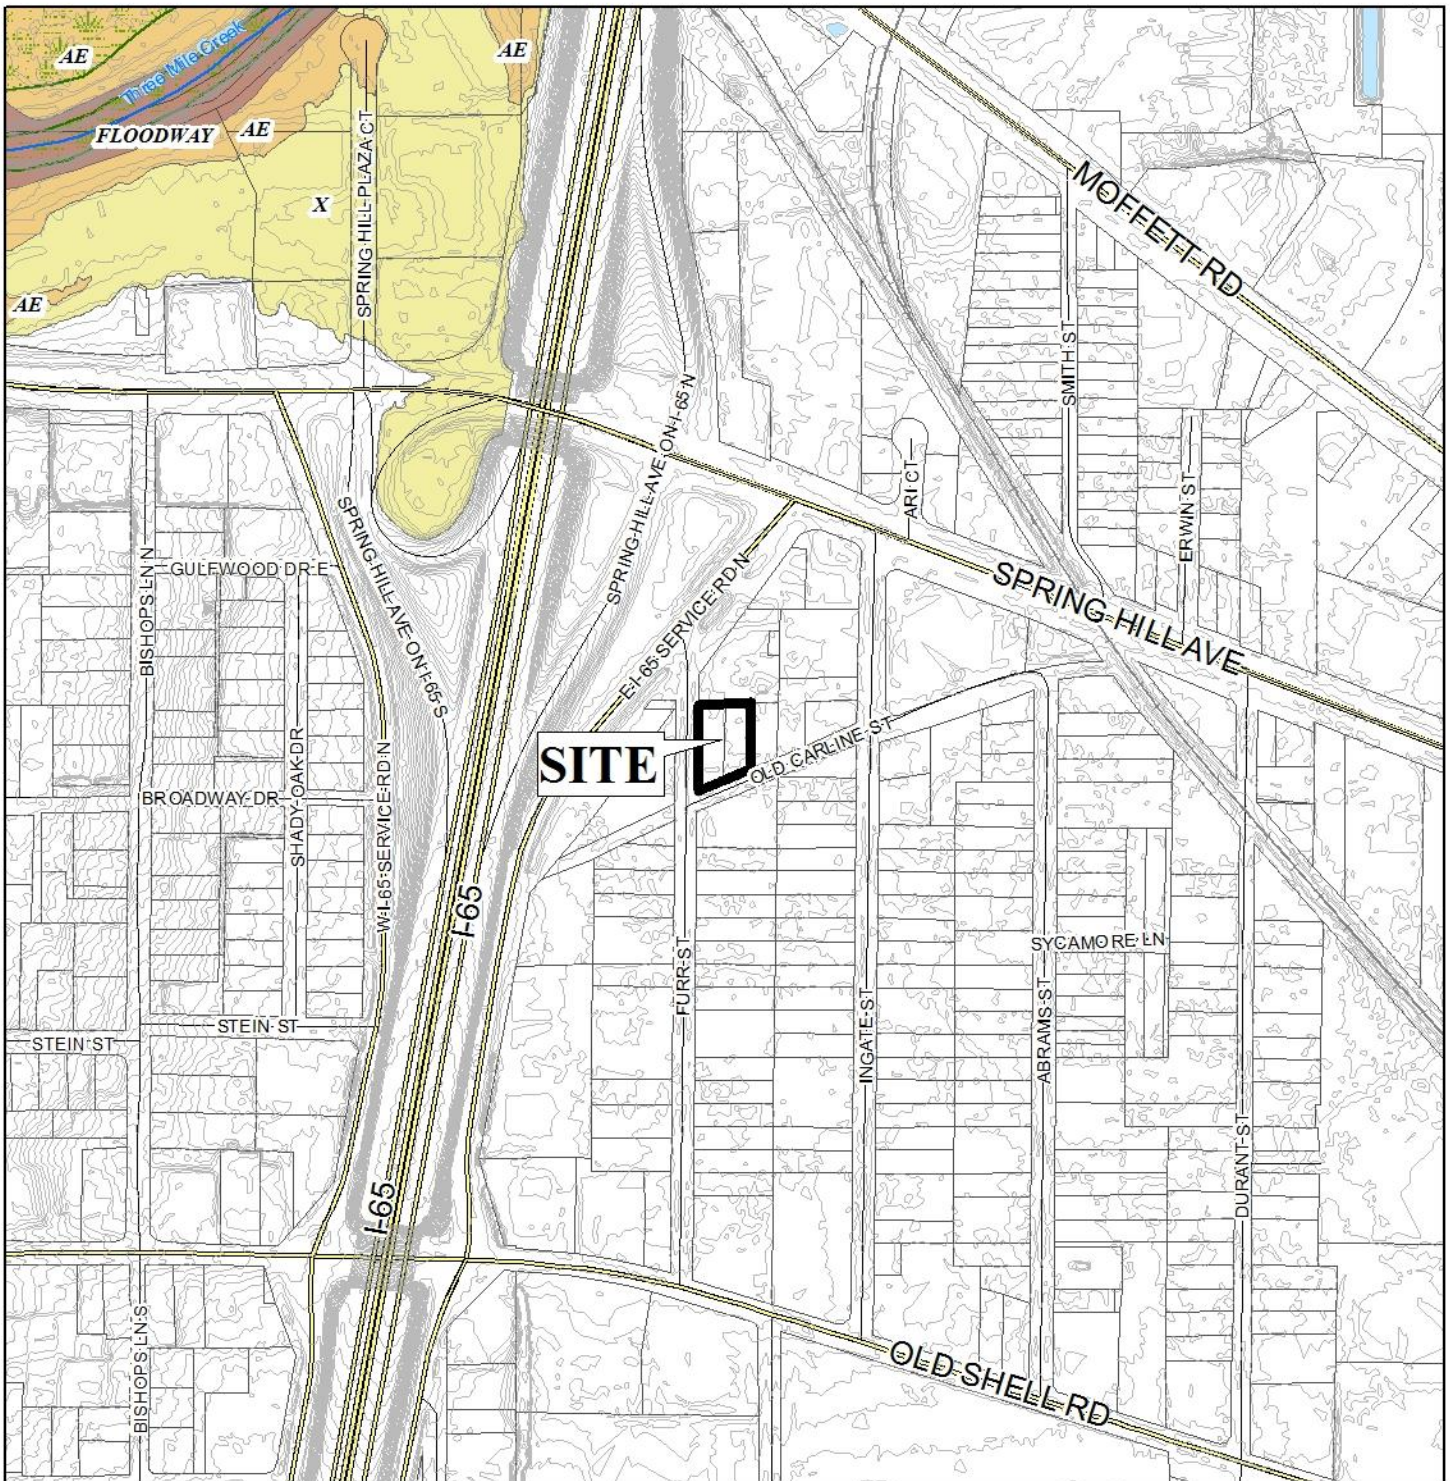 AE
AE
Three Mile Creek
FLOODWAY
AE
X
SPRING HILL PLAZA CT
AE
MOFFETT RD
SMITH ST
SPRING HILL AVE ON I-65 N
ARI CT
ERWIN ST
SPRING HILL AVE ON I-65 S
GULFWOOD DR E
BISHOPS LN N
SPRING HILL AVE
E I-65 SERVICE RD N
SITE
OLD CARLINE ST
BROADWAY DR
SHADY OAK DR
W I-65 SERVICE RD N
I-65
SYCAMORE LN
FURR ST
INGATE ST
ABRAMS ST
STEIN ST
STEIN ST
DURANT ST
I-65
BISHOPS LN S
OLD SHELL RD